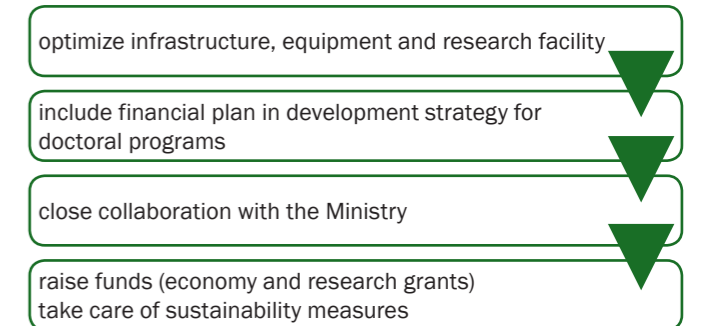 optimize infrastructure, equipment and research facility
include financial plan in development strategy for
doctoral programs
close collaboration with the Ministry
raise funds (economy and research grants)
take care of sustainability measures